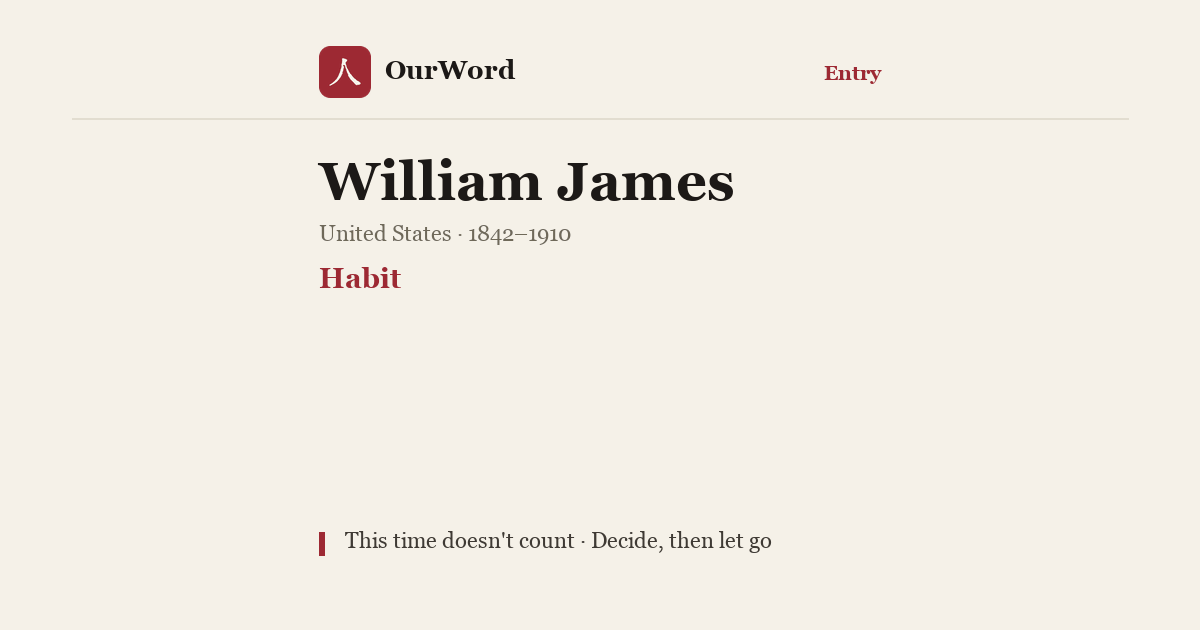 人 OurWord
Entry
William James
United States · 1842–1910
Habit
This time doesn't count · Decide, then let go